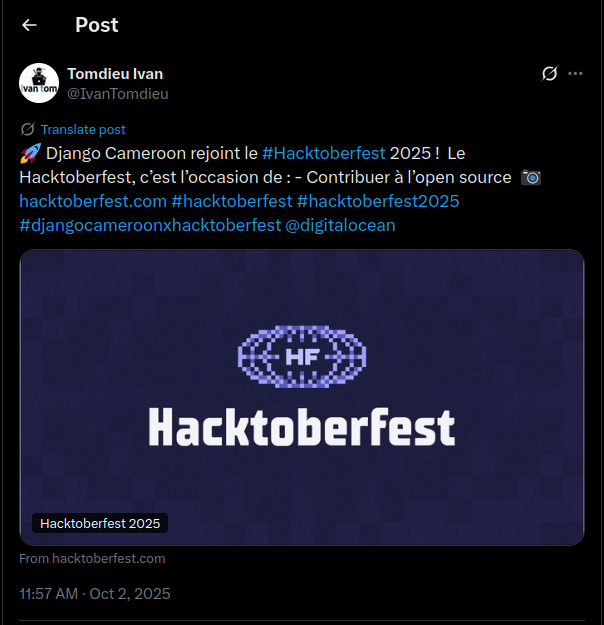 Post
Ivan Tom
Tomdieu Ivan
@IvanTomdieu
Translate post
🚀 Django Cameroon rejoint le #Hacktoberfest 2025 ! Le
Hacktoberfest, c’est l’occasion de : - Contribuer à l’open source 📷
hacktoberfest.com #hacktoberfest #hacktoberfest2025
#djangocameroonxhacktoberfest @digitalocean
HF
Hacktoberfest
Hacktoberfest 2025
From hacktoberfest.com
11:57 AM · Oct 2, 2025